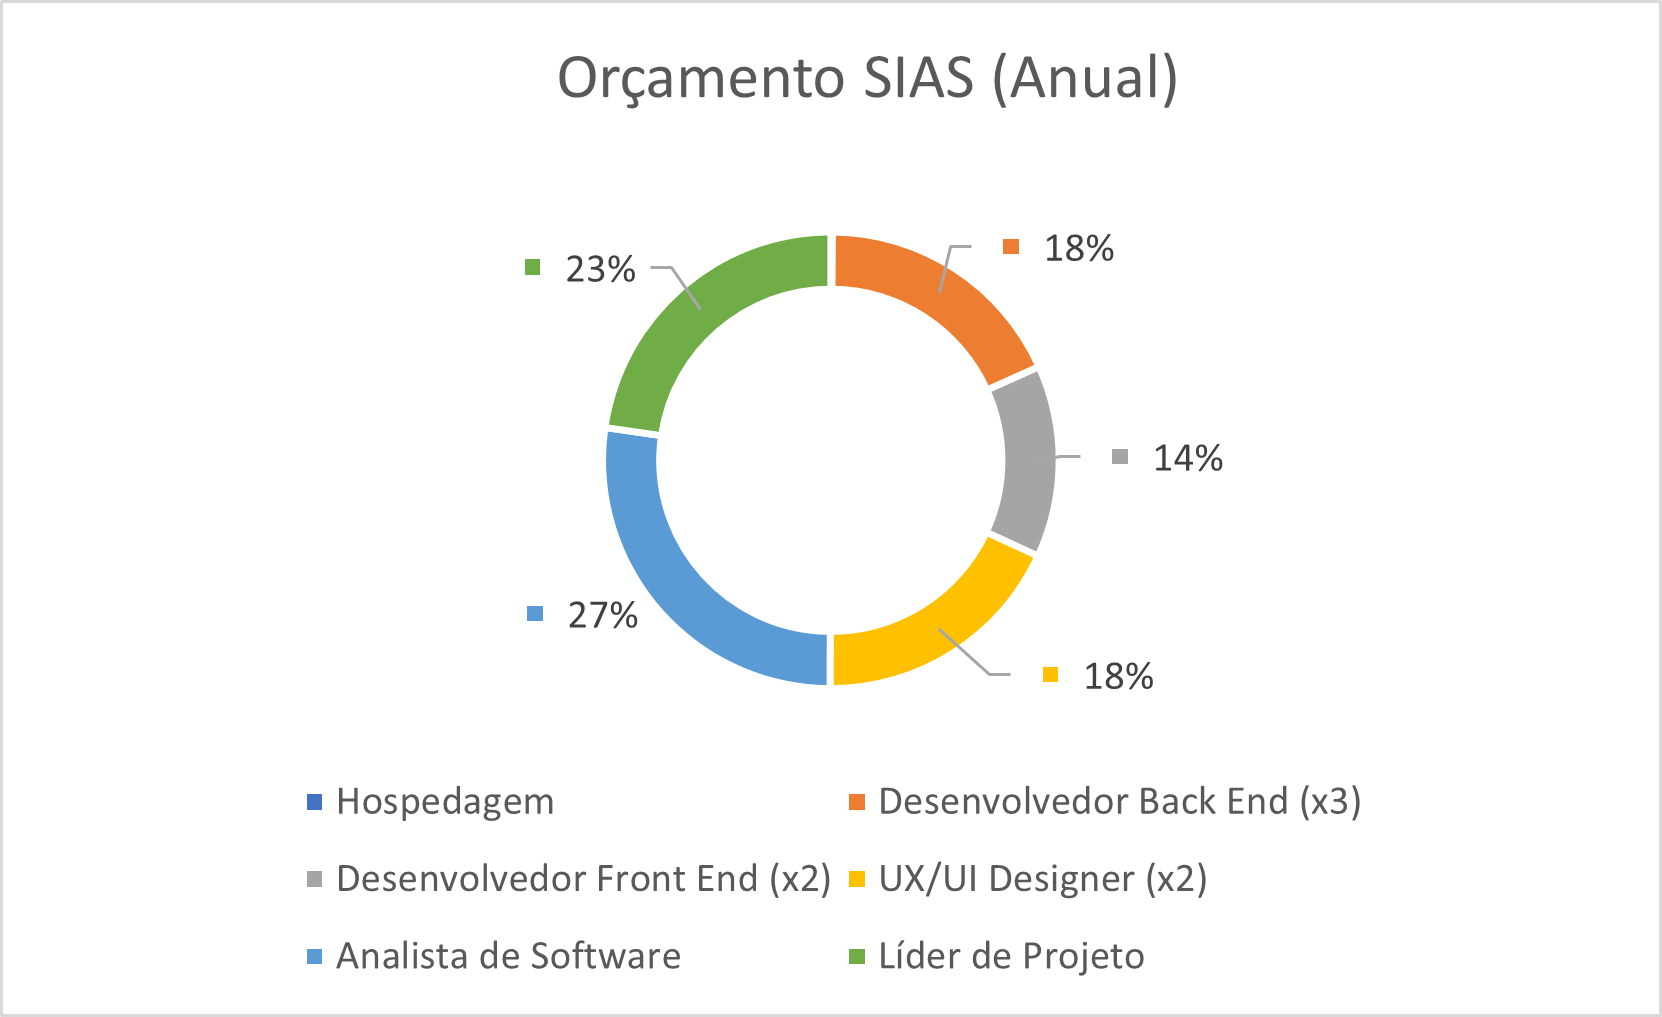 Orçamento SIAS (Anual)
18%
23%
14%
27%
18%
Hospedagem
Desenvolvedor Back End (x3)
Desenvolvedor Front End (x2)
UX/UI Designer (x2)
Analista de Software
Líder de Projeto